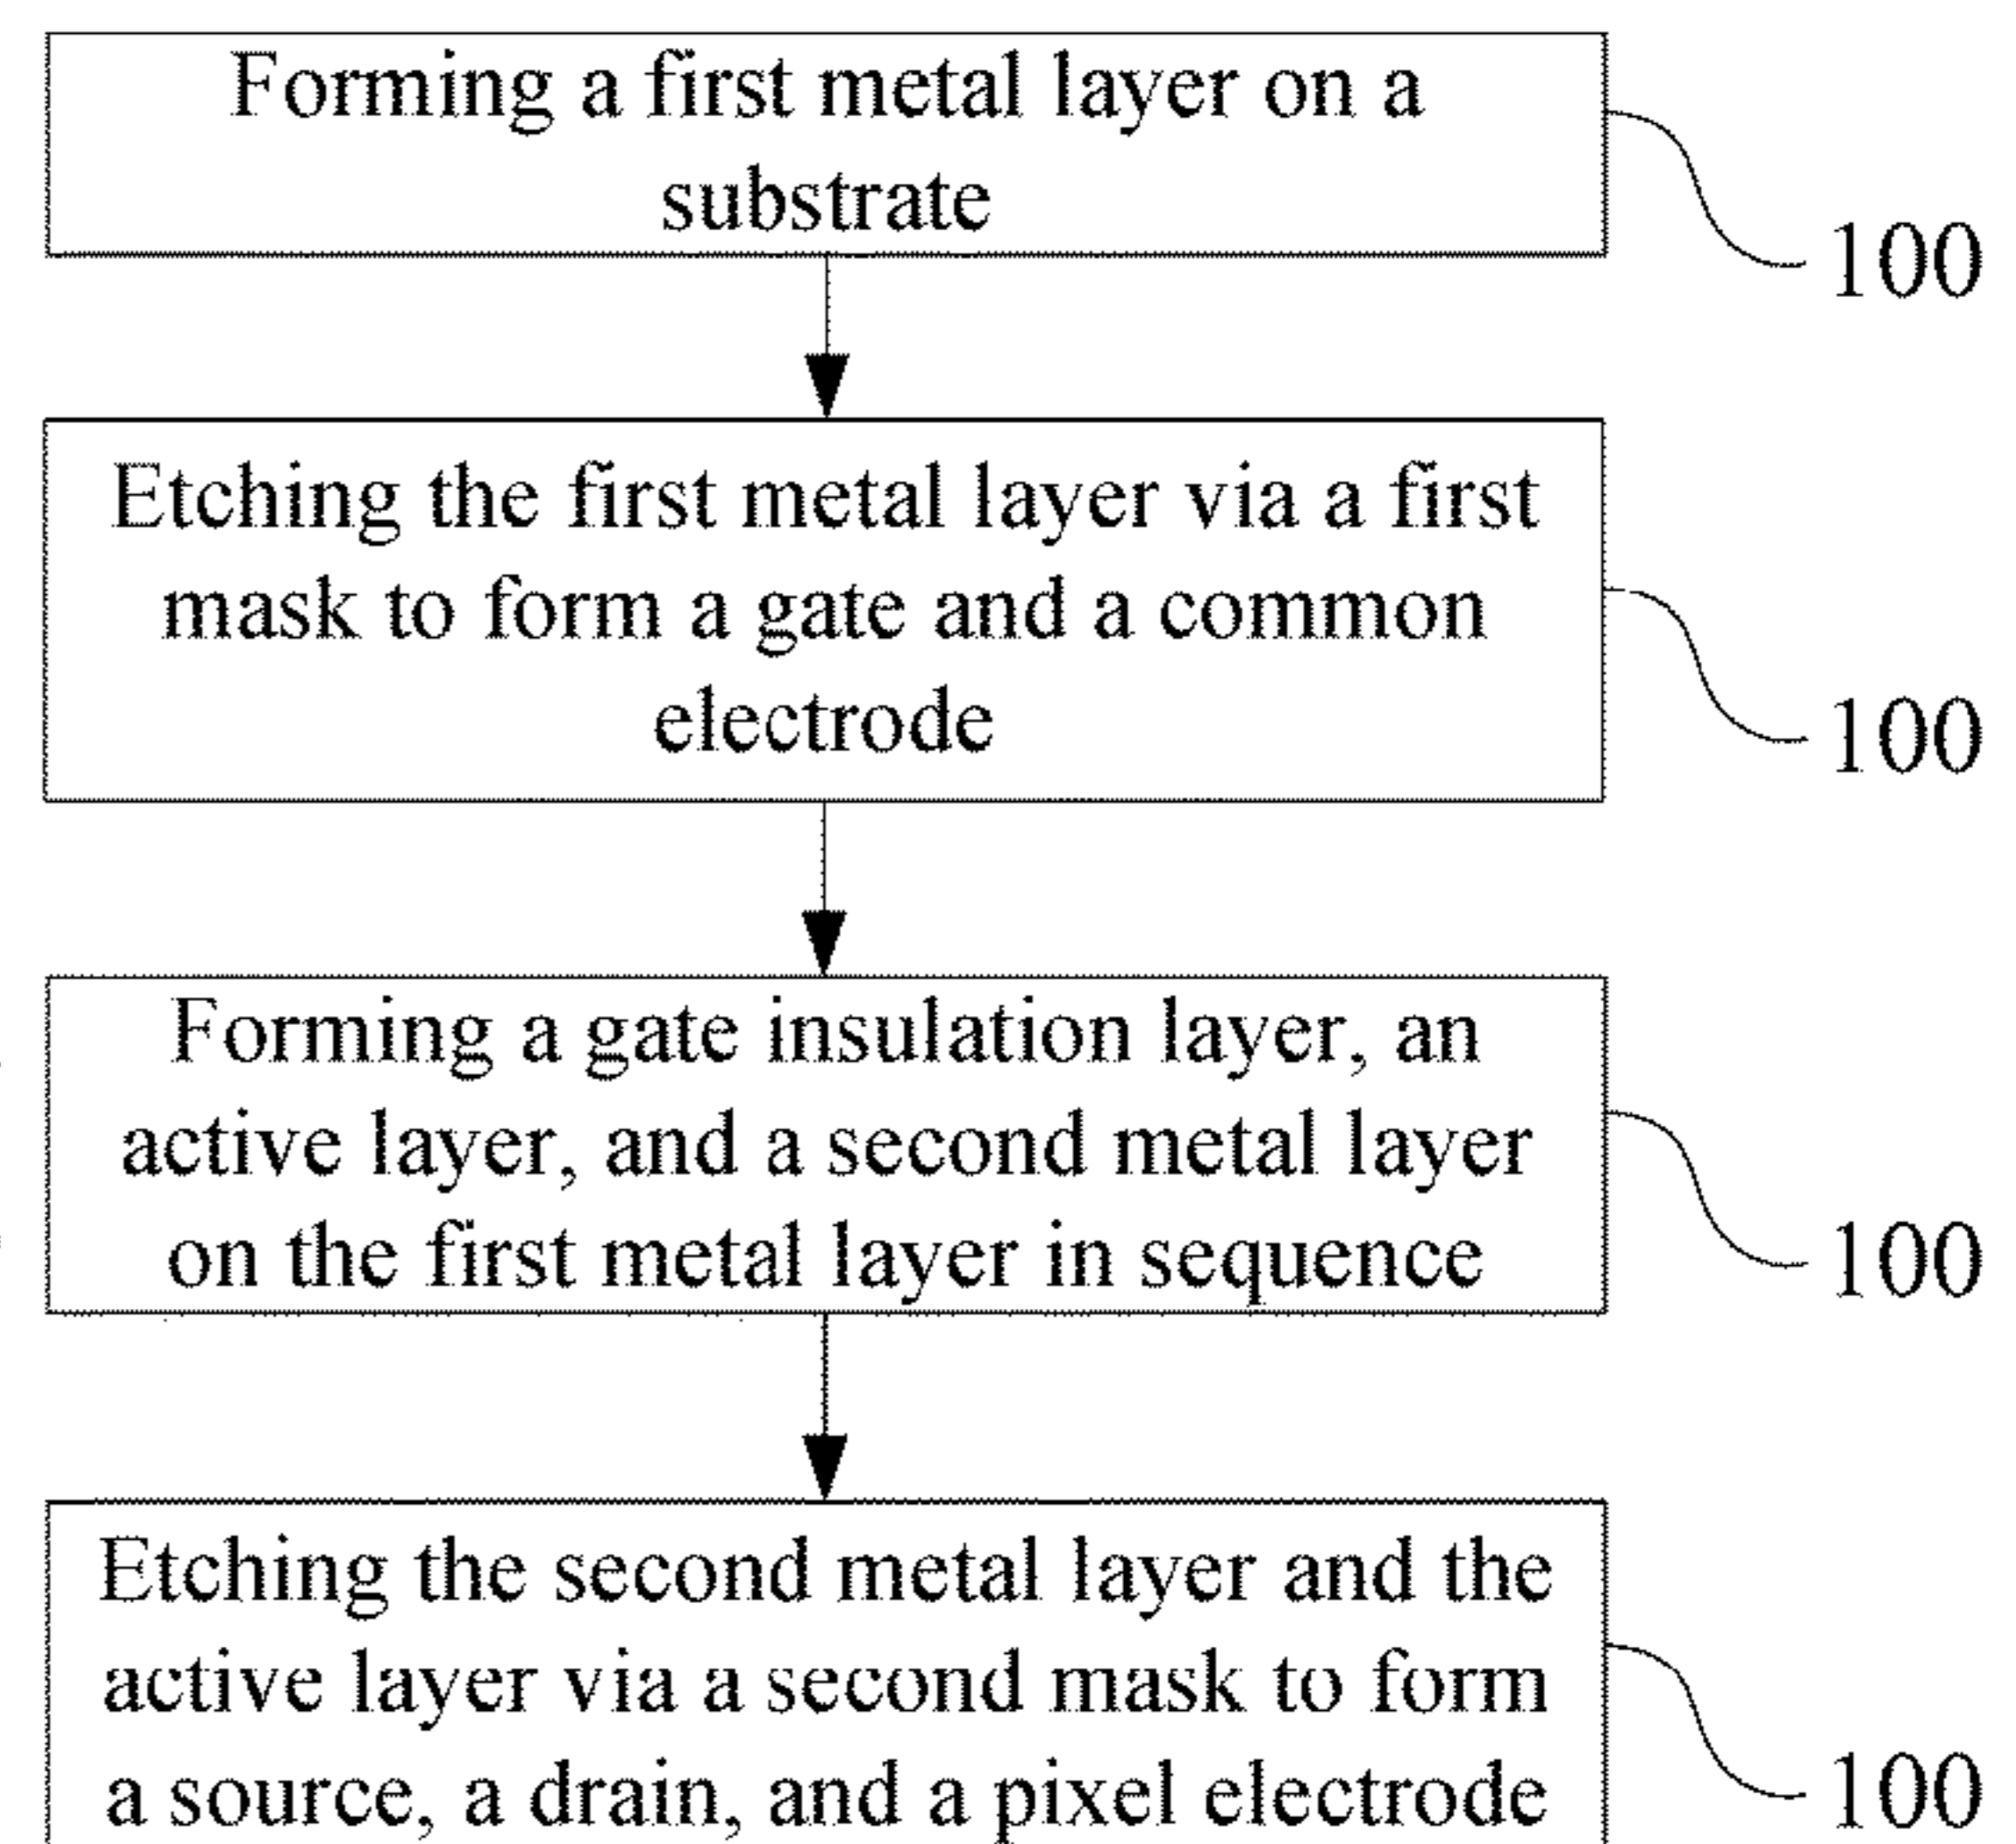 Forming a first metal layer on a
substrate
100
Etching the first metal layer via a first
mask to form a gate and a common
electrode
100
Forming a gate insulation layer, an
active layer, and a second metal layer
on the first metal layer in sequence
100
Etching the second metal layer and the
active layer via a second mask to form
a source, a drain, and a pixel electrode
100